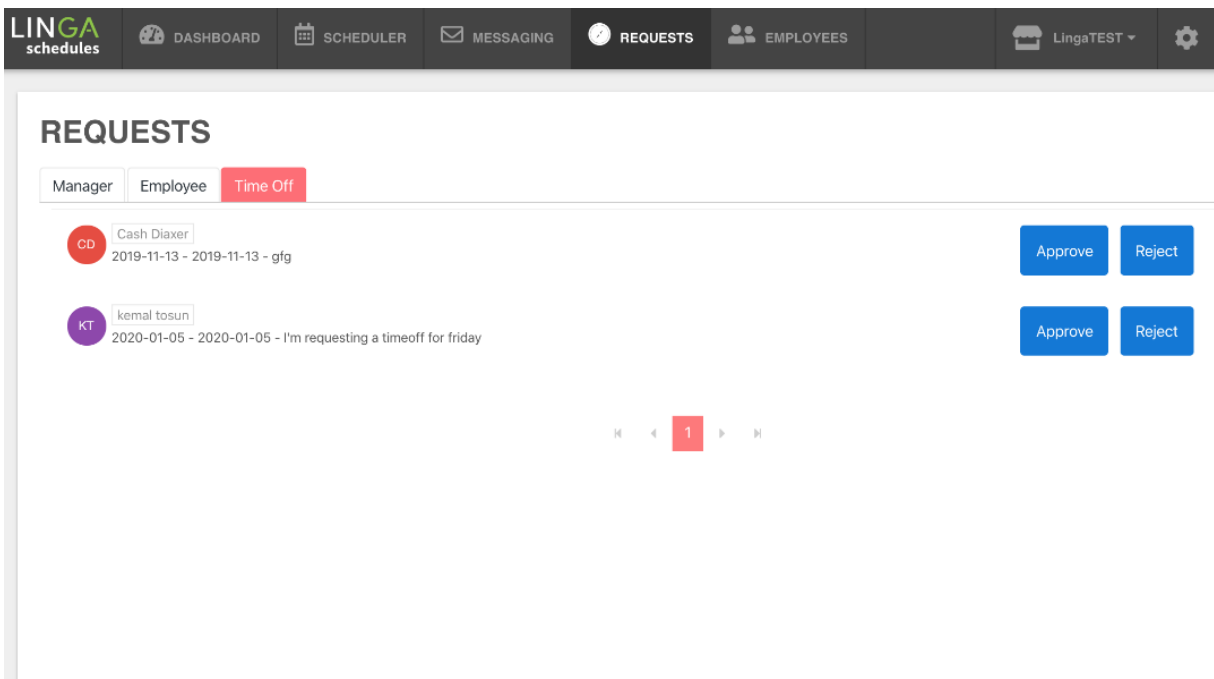 LINGA
schedules
DASHBOARD
SCHEDULER
MESSAGING
REQUESTS
EMPLOYEES
LingaTEST
REQUESTS
Manager
Employee
Time Off
CD
Cash Diaxer
2019-11-13 - 2019-11-13 - gfg
Approve
Reject
KT
kemal tosun
2020-01-05 - 2020-01-05 - I'm requesting a timeoff for friday
Approve
Reject
1